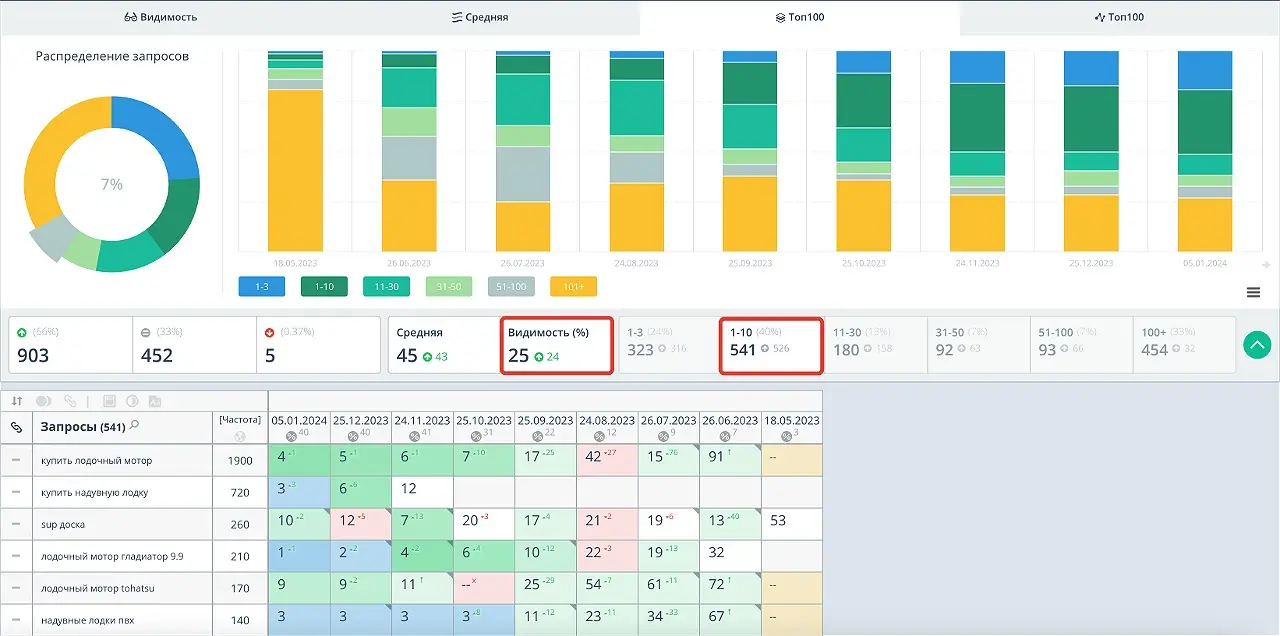 Видимость
Средняя
Топ100
Топ100
Распределение запросов
7%
18.05.2023 26.06.2023 26.07.2023 24.08.2023 25.09.2023 25.10.2023 24.11.2023 25.12.2023 05.01.2024
1-3 1-10 11-30 31-50 51-100 101+
(66%) (33%) (0.37%) Средняя Видимость (%) 1-3 (24%) 1-10 (40%) 11-30 (13%) 31-50 (7%) 51-100 (7%) 100+ (33%)
903 452 5 45 43 25 24 323 316 541 526 180 158 92 63 93 66 454 32
Запросы (541) [Частота] 05.01.2024 25.12.2023 24.11.2023 25.10.2023 25.09.2023 24.08.2023 26.07.2023 26.06.2023 18.05.2023
% 40 % 40 % 41 % 31 % 22 % 12 % 9 % 7 % 3
купить лодочный мотор 1900 4 -1 5 -1 6 -1 7 -10 17 -25 42 +27 15 -76 91 ↑ --
купить надувную лодку 720 3 -3 6 -6 12
sup доска 260 10 -2 12 +5 7 -13 20 +3 17 -4 21 +2 19 +6 13 -40 53
лодочный мотор гладиатор 9.9 210 1 -1 2 -2 4 -2 6 -4 10 -12 22 +3 19 -13 32
лодочный мотор tohatsu 170 9 9 -2 11 ↑ -- × 25 -29 54 -7 61 -11 72 ↑ --
надувные лодки пвх 140 3 3 3 3 -8 11 -12 23 -11 34 -33 67 ↑ --